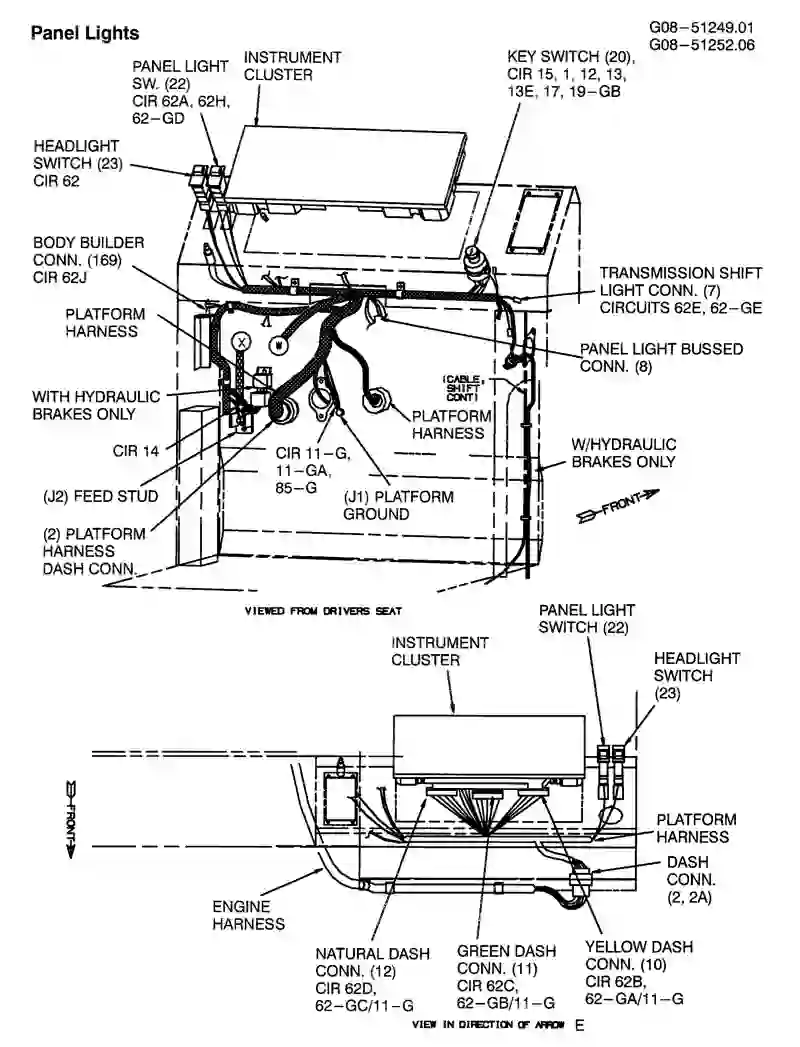 Panel Lights
G08-51249.01
G08-51252.06
PANEL LIGHT
SW. (22)
CIR 62A, 62H,
62-GD
INSTRUMENT
CLUSTER
KEY SWITCH (20),
CIR 15, 1, 12, 13,
13E, 17, 19-GB
HEADLIGHT
SWITCH (23)
CIR 62
BODY BUILDER
CONN. (169)
CIR 62J
PLATFORM
HARNESS
TRANSMISSION SHIFT
LIGHT CONN. (7)
CIRCUITS 62E, 62-GE
X
W
PANEL LIGHT BUSSED
CONN. (8)
(CABLE,
SHIFT
CONT)
WITH HYDRAULIC
BRAKES ONLY
PLATFORM
HARNESS
CIR 14
CIR 11-G,
11-GA,
85-G
W/HYDRAULIC
BRAKES ONLY
(J2) FEED STUD
(J1) PLATFORM
GROUND
FRONT
(2) PLATFORM
HARNESS
DASH CONN.
VIEWED FROM DRIVERS SEAT
PANEL LIGHT
SWITCH (22)
INSTRUMENT
CLUSTER
HEADLIGHT
SWITCH
(23)
FRONT
PLATFORM
HARNESS
DASH
CONN.
(2, 2A)
ENGINE
HARNESS
NATURAL DASH
CONN. (12)
CIR 62D,
62-GC/11-G
GREEN DASH
CONN. (11)
CIR 62C,
62-GB/11-G
YELLOW DASH
CONN. (10)
CIR 62B,
62-GA/11-G
VIEW IN DIRECTION OF ARROW E